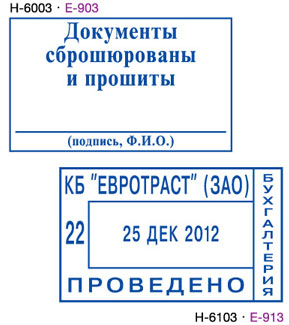 Н-6003 · Е-903
Документы
сброшюрованы
и прошиты
(подпись, Ф.И.О.)
КБ "ЕВРОТРАСТ" (ЗАО)
22
25 ДЕК 2012
ПРОВЕДЕНО
БУХГАЛТЕРИЯ
Н-6103 · Е-913